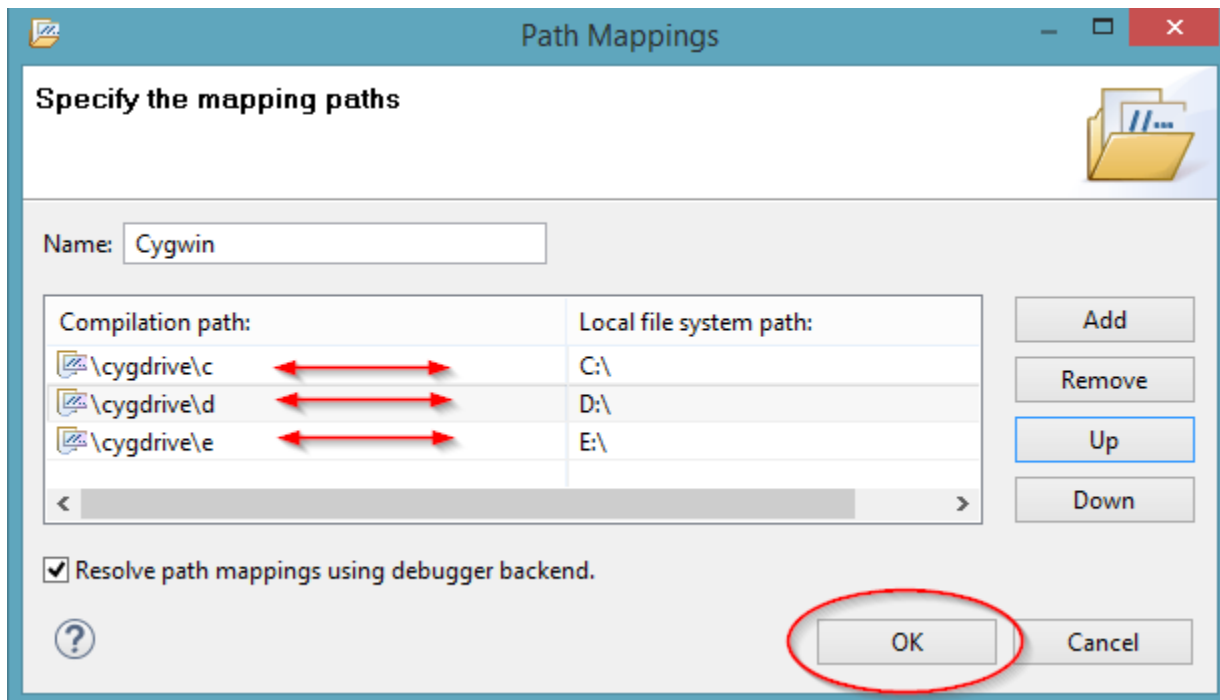 Path Mappings
Specify the mapping paths
//...
Name: Cygwin
Compilation path: Local file system path: Add
\cygdrive\c C:\ Remove
\cygdrive\d D:\
\cygdrive\e E:\ Up
Down
Resolve path mappings using debugger backend.
? OK Cancel